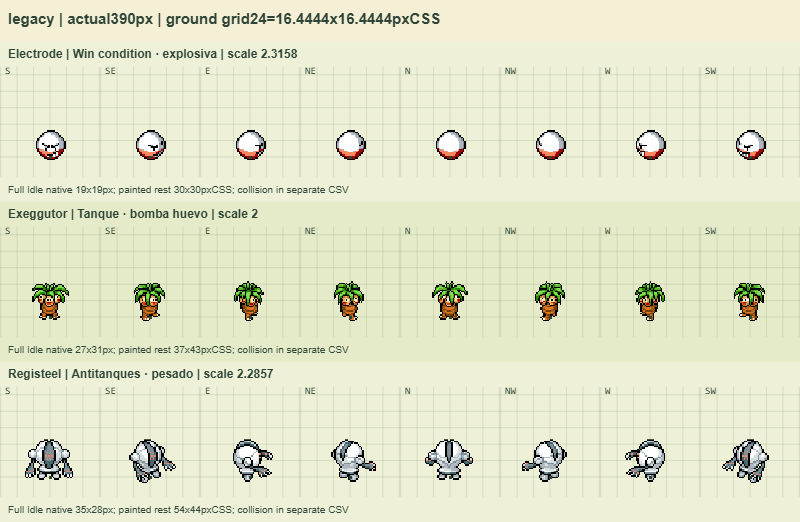 legacy | actual390px | ground grid24=16.4444x16.4444pxCSS
Electrode | Win condition · explosiva | scale 2.3158
S SE E NE N NW W SW
Full Idle native 19x19px; painted rest 30x30pxCSS; collision in separate CSV
Exeggutor | Tanque · bomba huevo | scale 2
S SE E NE N NW W SW
Full Idle native 27x31px; painted rest 37x43pxCSS; collision in separate CSV
Registeel | Antitanques · pesado | scale 2.2857
S SE E NE N NW W SW
Full Idle native 35x28px; painted rest 54x44pxCSS; collision in separate CSV